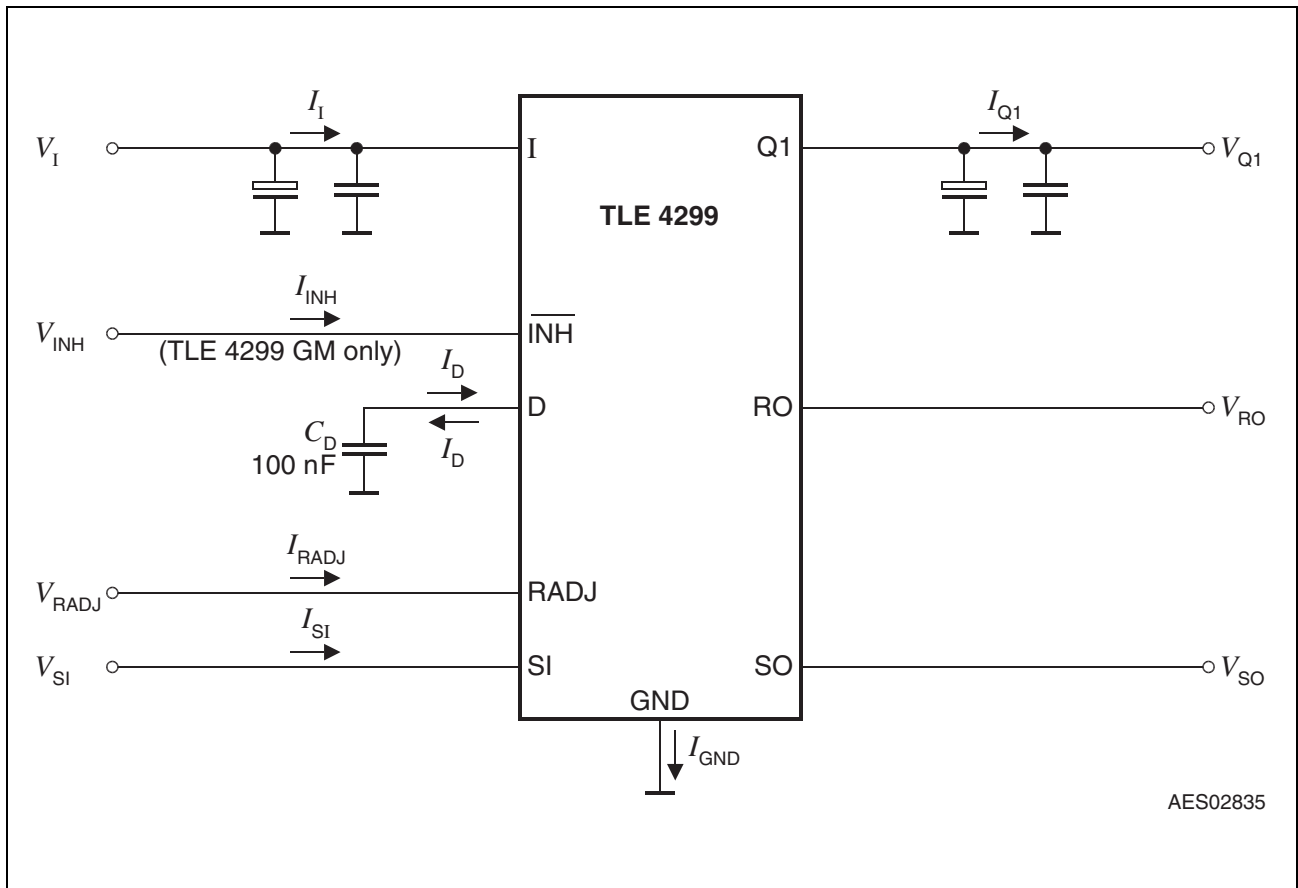 I_I
I_Q1
V_I
I
Q1
V_Q1
TLE 4299
I_INH
V_INH
INH
(TLE 4299 GM only)
I_D
D
RO
V_RO
C_D
100 nF
I_D
I_RADJ
V_RADJ
RADJ
I_SI
V_SI
SI
SO
V_SO
GND
I_GND
AES02835